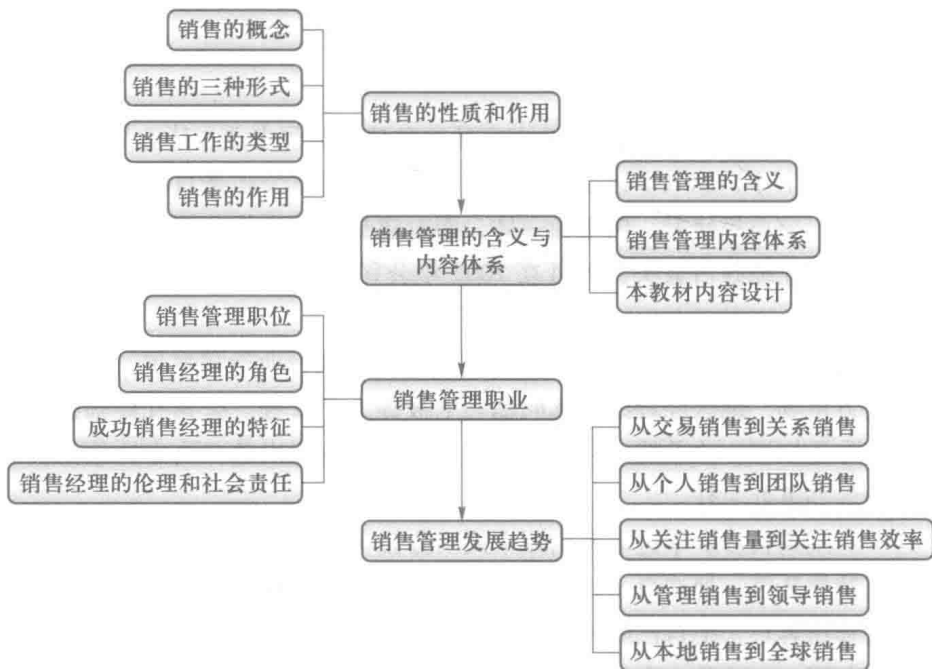 销售的概念
销售的三种形式
销售工作的类型
销售的作用
销售的性质和作用
销售管理的含义与
内容体系
销售管理的含义
销售管理内容体系
本教材内容设计
销售管理职位
销售经理的角色
成功销售经理的特征
销售经理的伦理和社会责任
销售管理职业
销售管理发展趋势
从交易销售到关系销售
从个人销售到团队销售
从关注销售量到关注销售效率
从管理销售到领导销售
从本地销售到全球销售